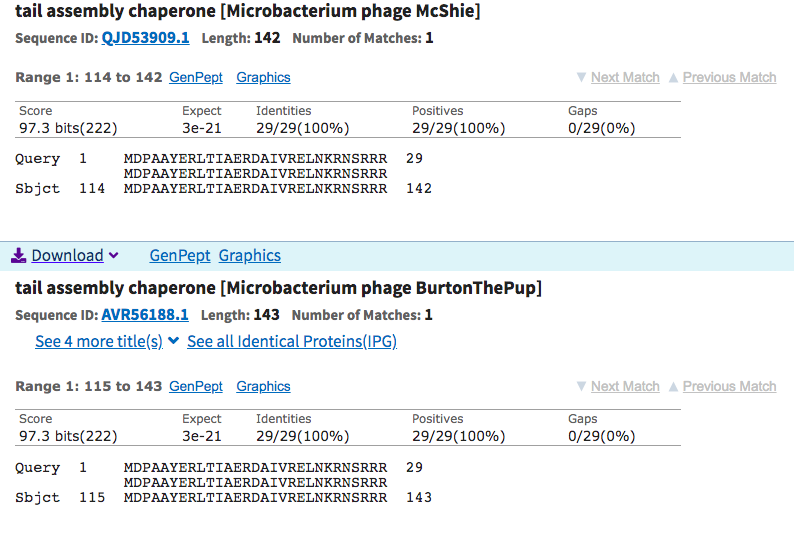 tail assembly chaperone [Microbacterium phage McShie]
Sequence ID: QJD53909.1 Length: 142 Number of Matches: 1
Range 1: 114 to 142 GenPept Graphics ▼ Next Match ▲ Previous Match
Score Expect Identities Positives Gaps
97.3 bits(222) 3e-21 29/29(100%) 29/29(100%) 0/29(0%)
Query 1 MDPAAYERLTIAERDAIVRELNKRNSRRR 29
MDPAAYERLTIAERDAIVRELNKRNSRRR
Sbjct 114 MDPAAYERLTIAERDAIVRELNKRNSRRR 142
Download GenPept Graphics
tail assembly chaperone [Microbacterium phage BurtonThePup]
Sequence ID: AVR56188.1 Length: 143 Number of Matches: 1
See 4 more title(s) See all Identical Proteins(IPG)
Range 1: 115 to 143 GenPept Graphics ▼ Next Match ▲ Previous Match
Score Expect Identities Positives Gaps
97.3 bits(222) 3e-21 29/29(100%) 29/29(100%) 0/29(0%)
Query 1 MDPAAYERLTIAERDAIVRELNKRNSRRR 29
MDPAAYERLTIAERDAIVRELNKRNSRRR
Sbjct 115 MDPAAYERLTIAERDAIVRELNKRNSRRR 143